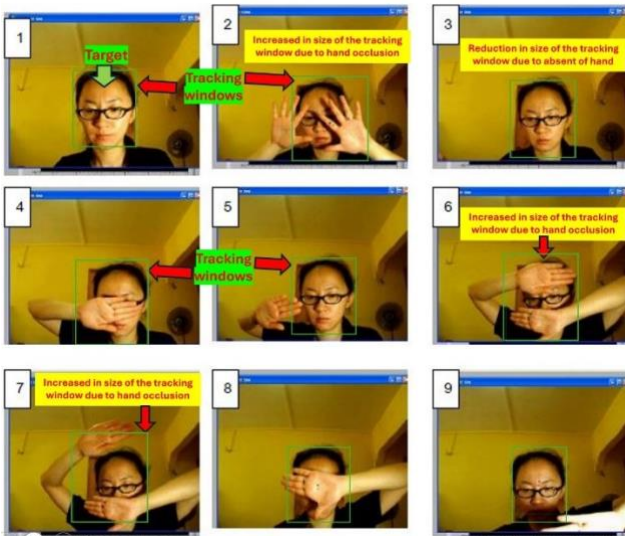 1
Target
Tracking
windows
2
Increased in size of the tracking
window due to hand occlusion
3
Reduction in size of the tracking
window due to absent of hand
4
5
Tracking
windows
6
Increased in size of the tracking
window due to hand occlusion
7
Increased in size of the tracking
window due to hand occlusion
8
9